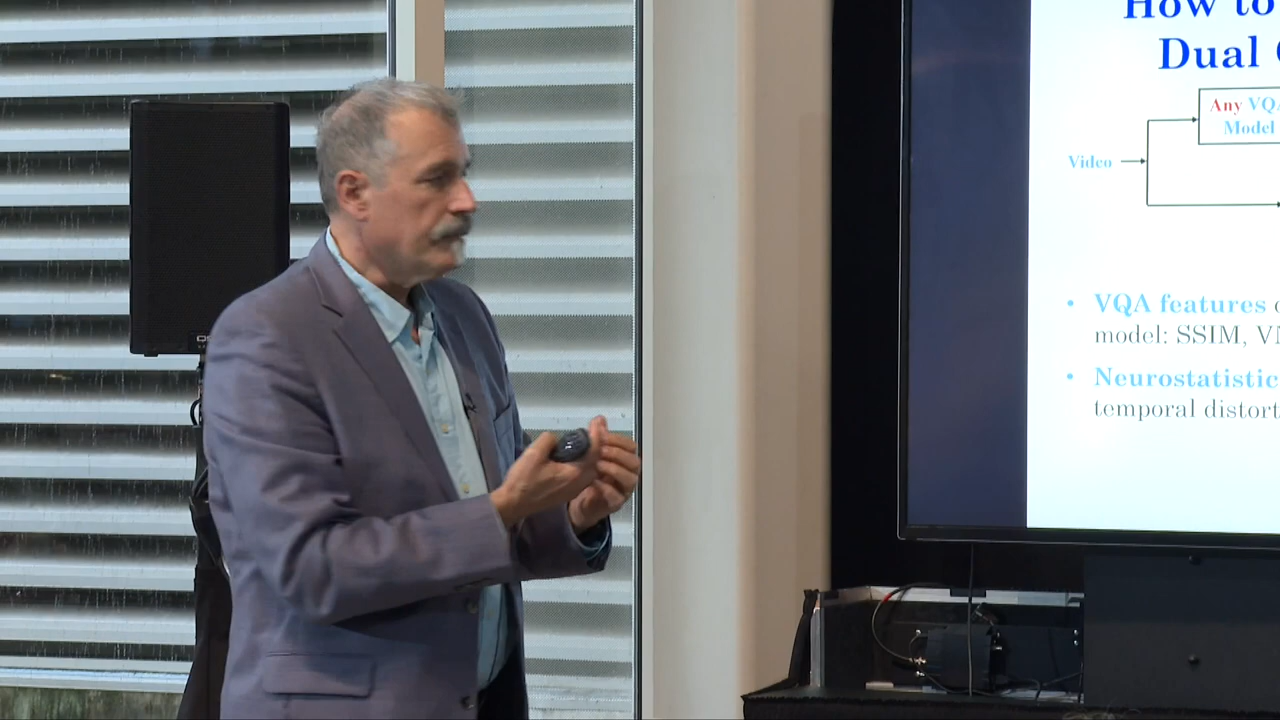 How to
Dual
Any VQA
Model
Video
• VQA features
model: SSIM,
• Neurostatistic
temporal distort